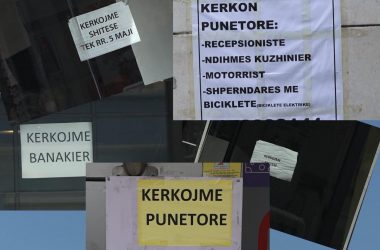 KERKOJME
SHITESE
TEK RR. 5 MAJI
KERKON
PUNETORE:
-RECEPSIONISTE
-NDIHMES KUZHINIER
-MOTORRIST
-SHPERNDARES ME
BICIKLETE (BICIKLETE ELEKTRIKE)
KERKOJME
BANAKIER
KERKOJME
PUNETORE